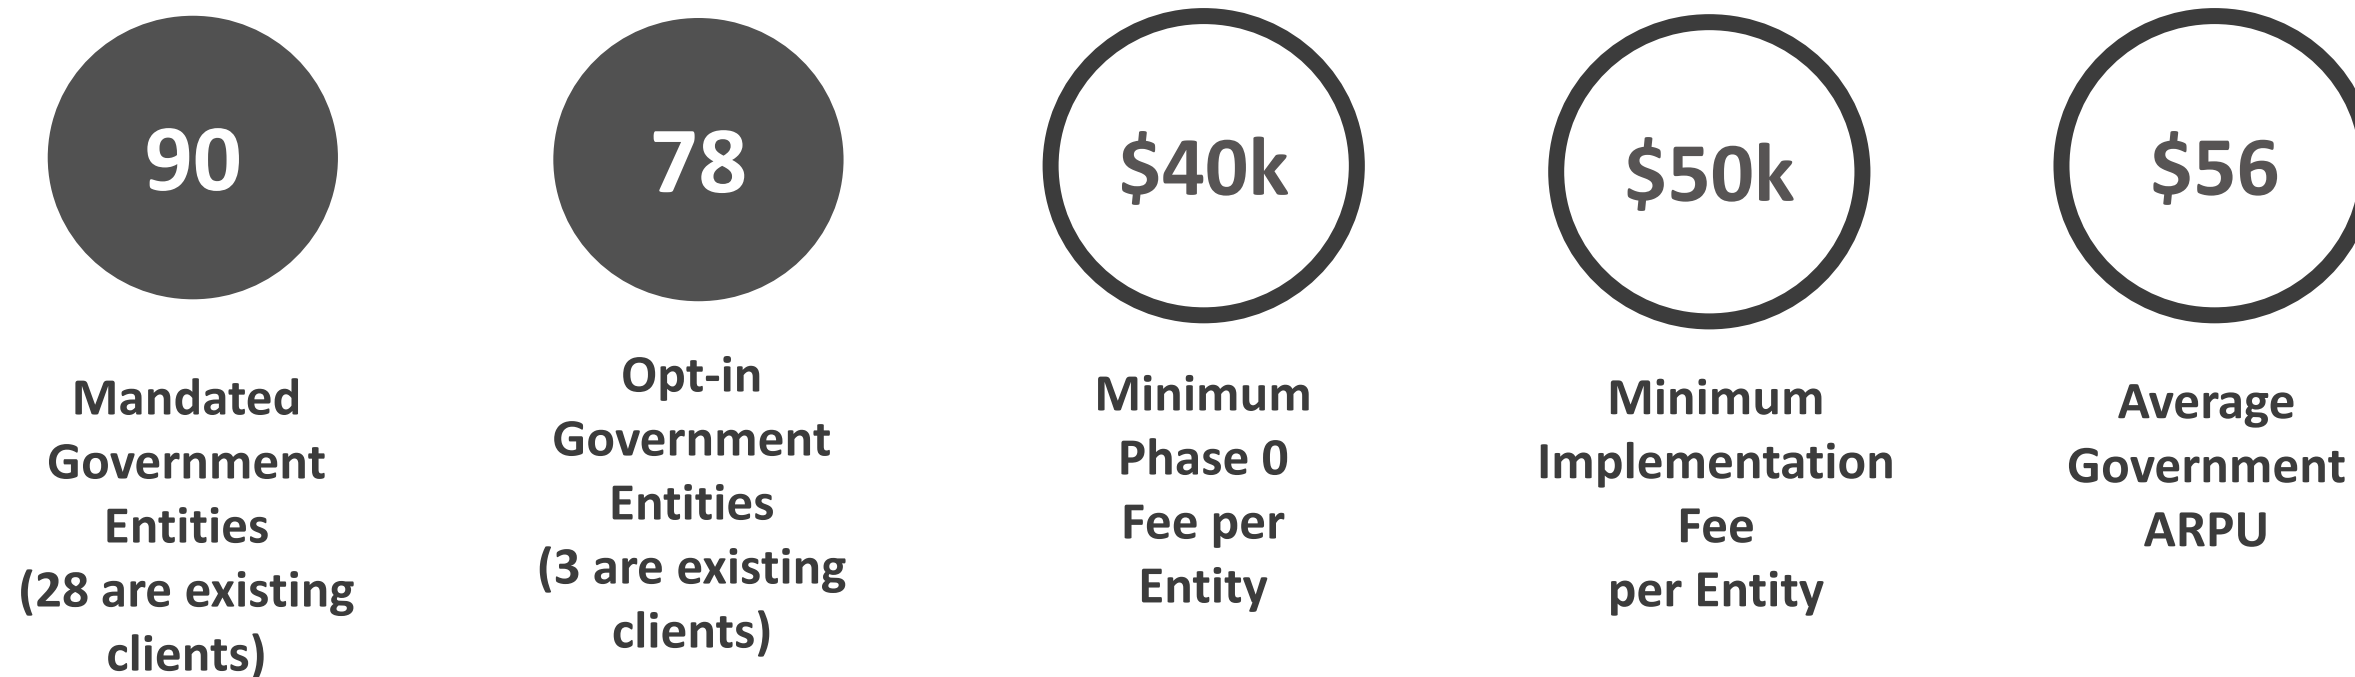 90
Mandated
Government
Entities
(28 are existing
clients)
78
Opt-in
Government
Entities
(3 are existing
clients)
$40k
Minimum
Phase 0
Fee per
Entity
$50k
Minimum
Implementation
Fee
per Entity
$56
Average
Government
ARPU